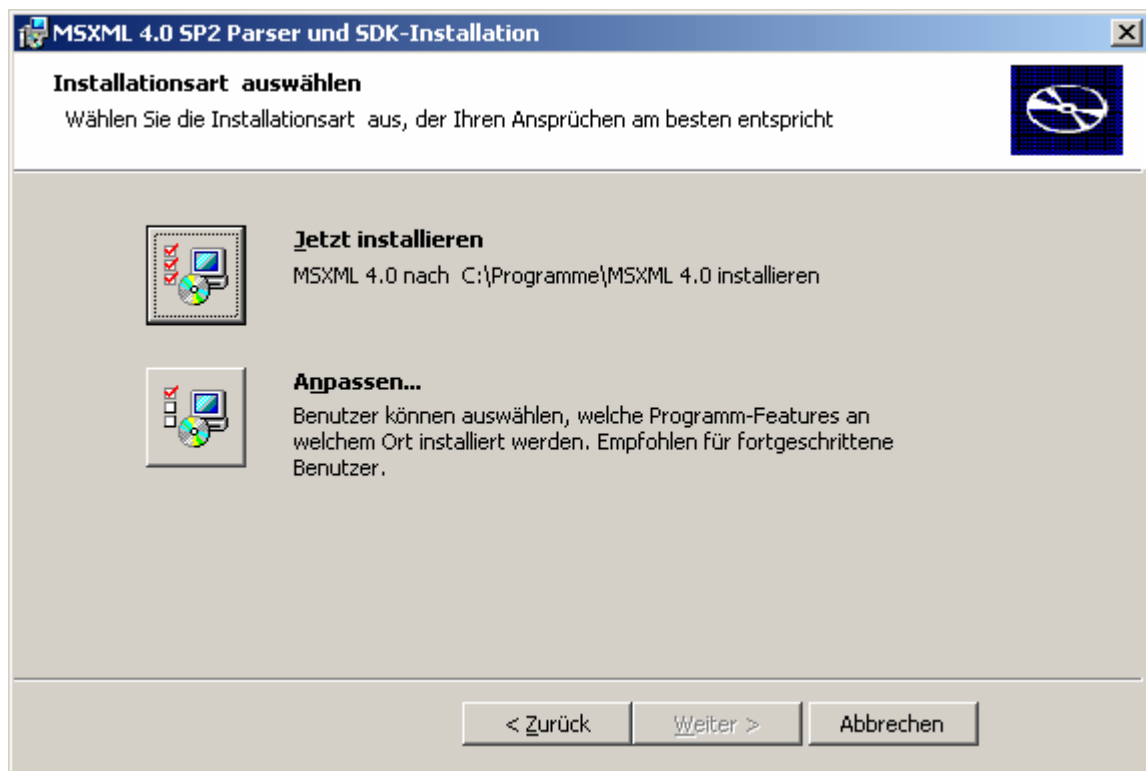 MSXML 4.0 SP2 Parser und SDK-Installation
Installationsart auswählen
Wählen Sie die Installationsart aus, der Ihren Ansprüchen am besten entspricht
Jetzt installieren
MSXML 4.0 nach C:\Programme\MSXML 4.0 installieren
Anpassen...
Benutzer können auswählen, welche Programm-Features an
welchem Ort installiert werden. Empfohlen für fortgeschrittene
Benutzer.
< Zurück
Weiter >
Abbrechen